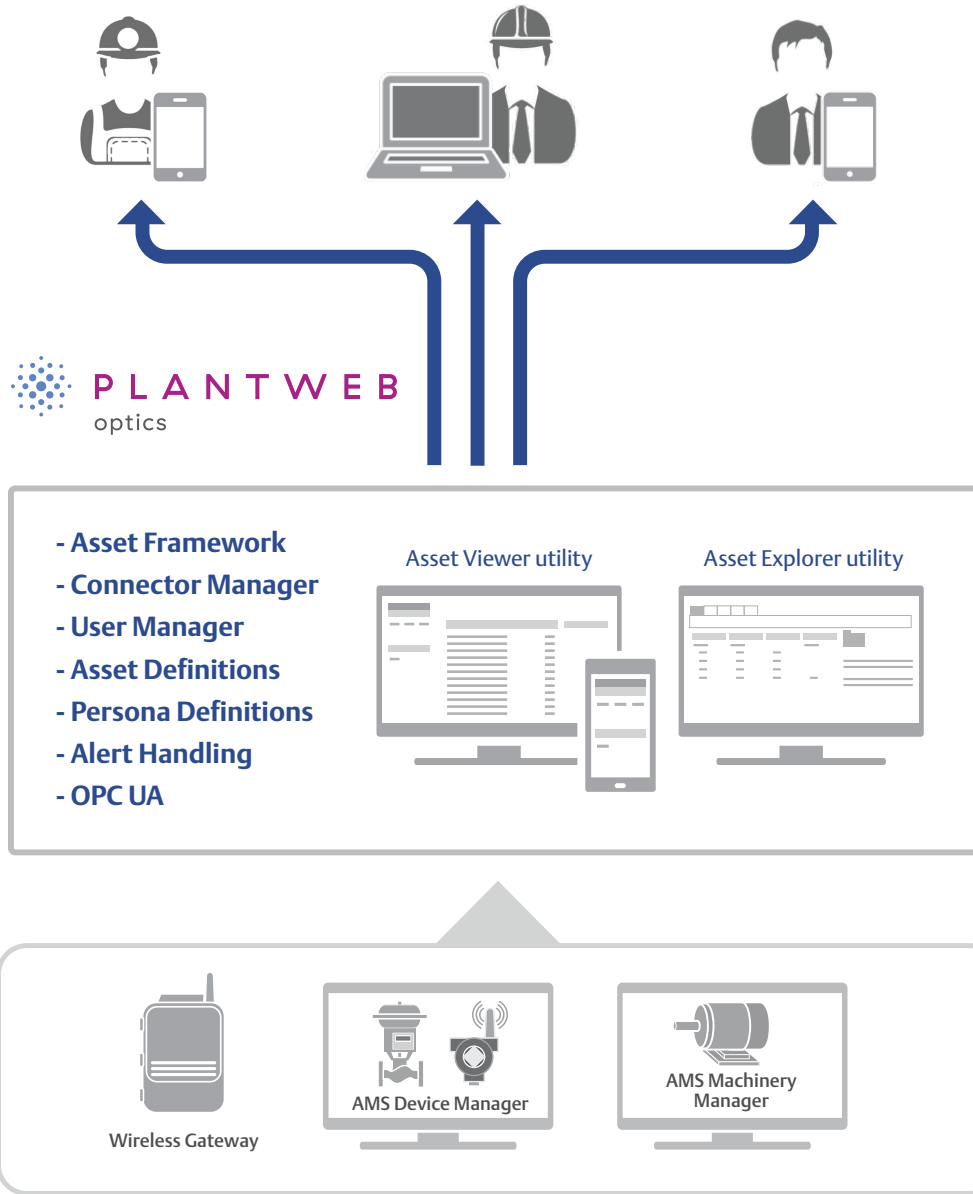 PLANTWEB
optics
- Asset Framework
- Connector Manager
- User Manager
- Asset Definitions
- Persona Definitions
- Alert Handling
- OPC UA
Asset Viewer utility
Asset Explorer utility
Wireless Gateway
AMS Device Manager
AMS Machinery
Manager